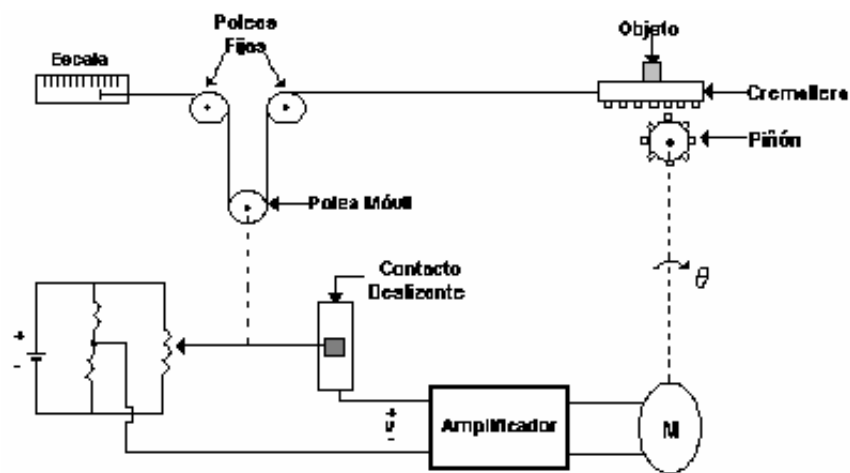 Poleas
Fijas
Escala
Objeto
Cremallera
Piñón
Polea Móvil
θ
Contacto
Deslizante
+
-
+
-
Amplificador
M